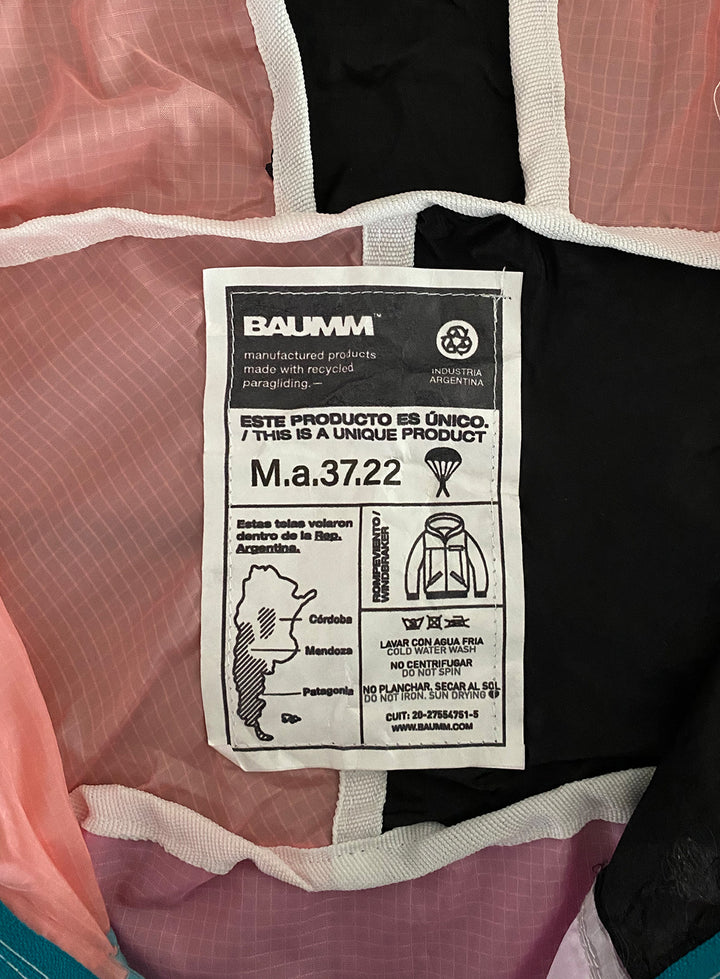 BAUMM™
manufactured products
made with recycled
paragliding.—
INDUSTRIA
ARGENTINA
ESTE PRODUCTO ES ÚNICO.
/ THIS IS A UNIQUE PRODUCT
M.a.37.22
Estas telas volaron
dentro de la Rep.
Argentina.
Córdoba
Mendoza
Patagonia
ROMPEVIENTO /
WINDBREAKER
LAVAR CON AGUA FRIA
COLD WATER WASH
NO CENTRIFUGAR
DO NOT SPIN
NO PLANCHAR. SECAR AL SOL
DO NOT IRON. SUN DRYING
CUIT: 20-27554751-5
WWW.BAUMM.COM